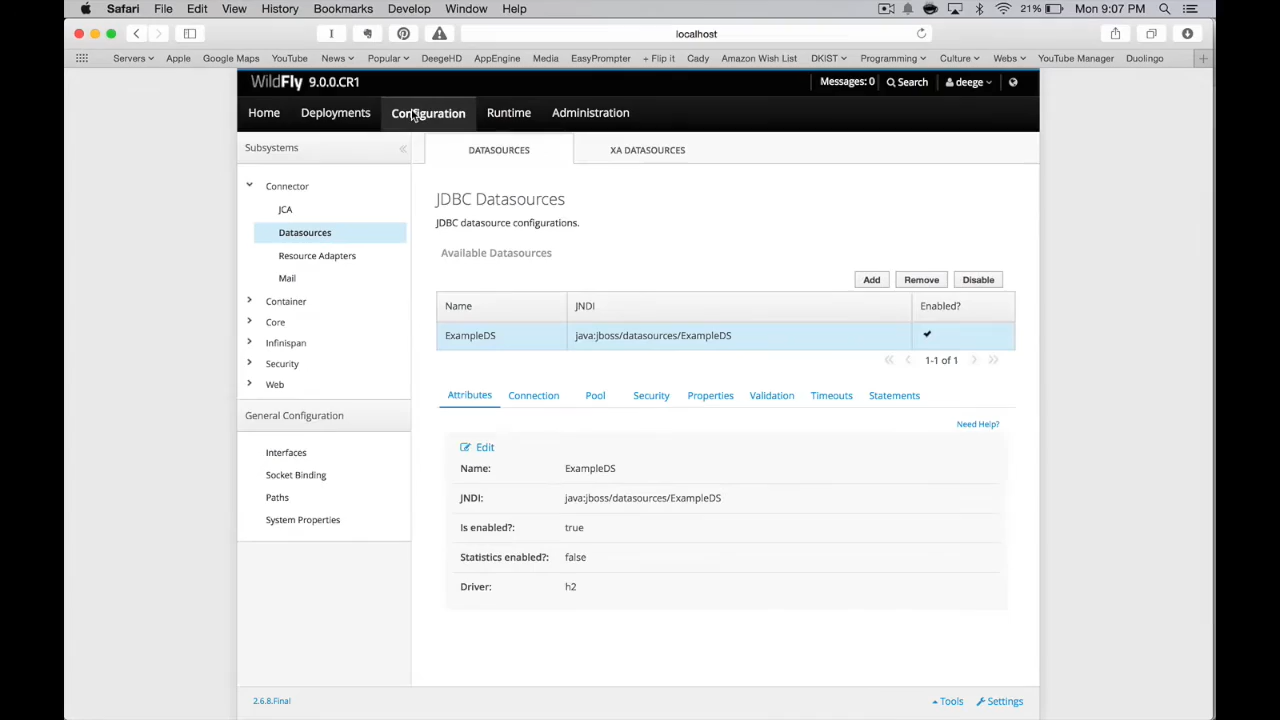 Safari File Edit View History Bookmarks Develop Window Help 21% Mon 9:07 PM
localhost
Servers Apple Google Maps YouTube News Popular DeegeHD AppEngine Media EasyPrompter + Flip it Cady Amazon Wish List DKIST Programming Culture Webs YouTube Manager Duolingo
WildFly 9.0.0.CR1 Messages: 0 Search deege
Home Deployments Configuration Runtime Administration
Subsystems
DATASOURCES XA DATASOURCES
Connector
JCA
Datasources
Resource Adapters
Mail
Container
Core
Infinispan
Security
Web
General Configuration
Interfaces
Socket Binding
Paths
System Properties
JDBC Datasources
JDBC datasource configurations.
Available Datasources
Add Remove Disable
Name JNDI Enabled?
ExampleDS java:jboss/datasources/ExampleDS
1-1 of 1
Attributes Connection Pool Security Properties Validation Timeouts Statements
Need Help?
Edit
Name: ExampleDS
JNDI: java:jboss/datasources/ExampleDS
Is enabled?: true
Statistics enabled?: false
Driver: h2
2.6.8.Final Tools Settings